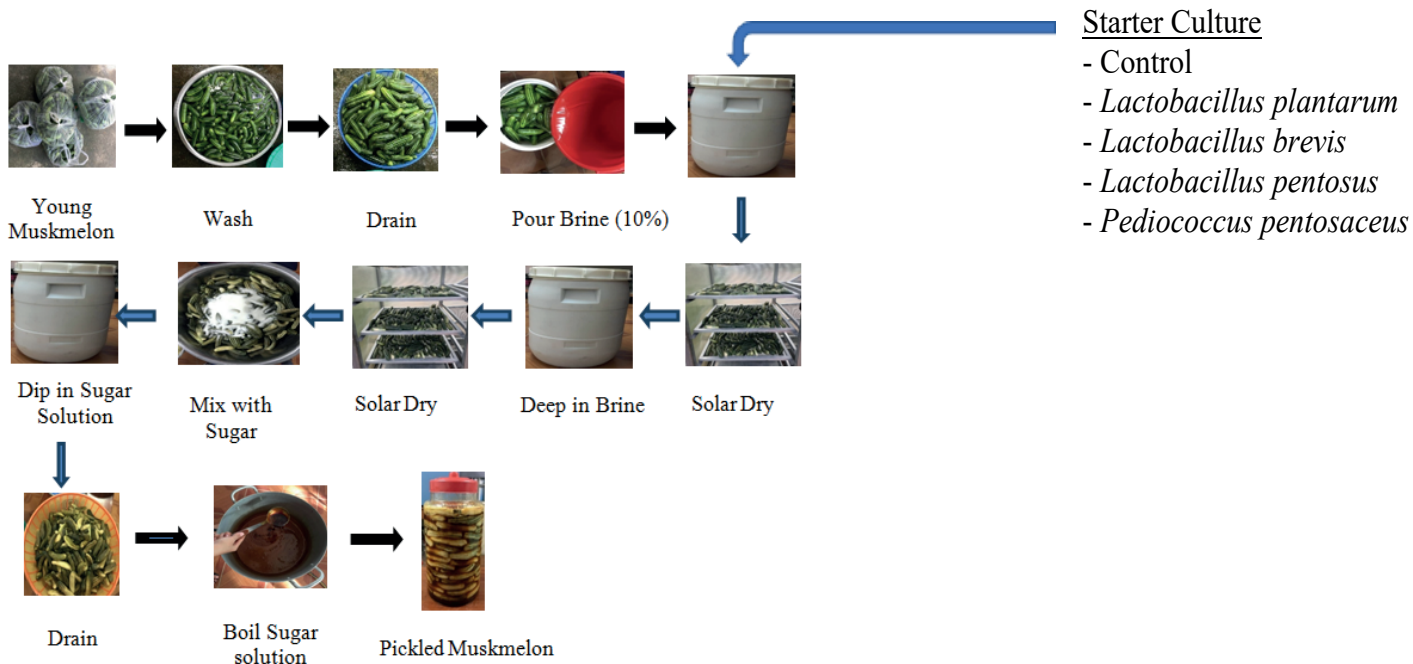 Starter Culture
- Control
- Lactobacillus plantarum
- Lactobacillus brevis
- Lactobacillus pentosus
- Pediococcus pentosaceus
Young
Muskmelon
Wash
Drain
Pour Brine (10%)
Dip in Sugar
Solution
Mix with
Sugar
Solar Dry
Deep in Brine
Solar Dry
Drain
Boil Sugar
solution
Pickled Muskmelon